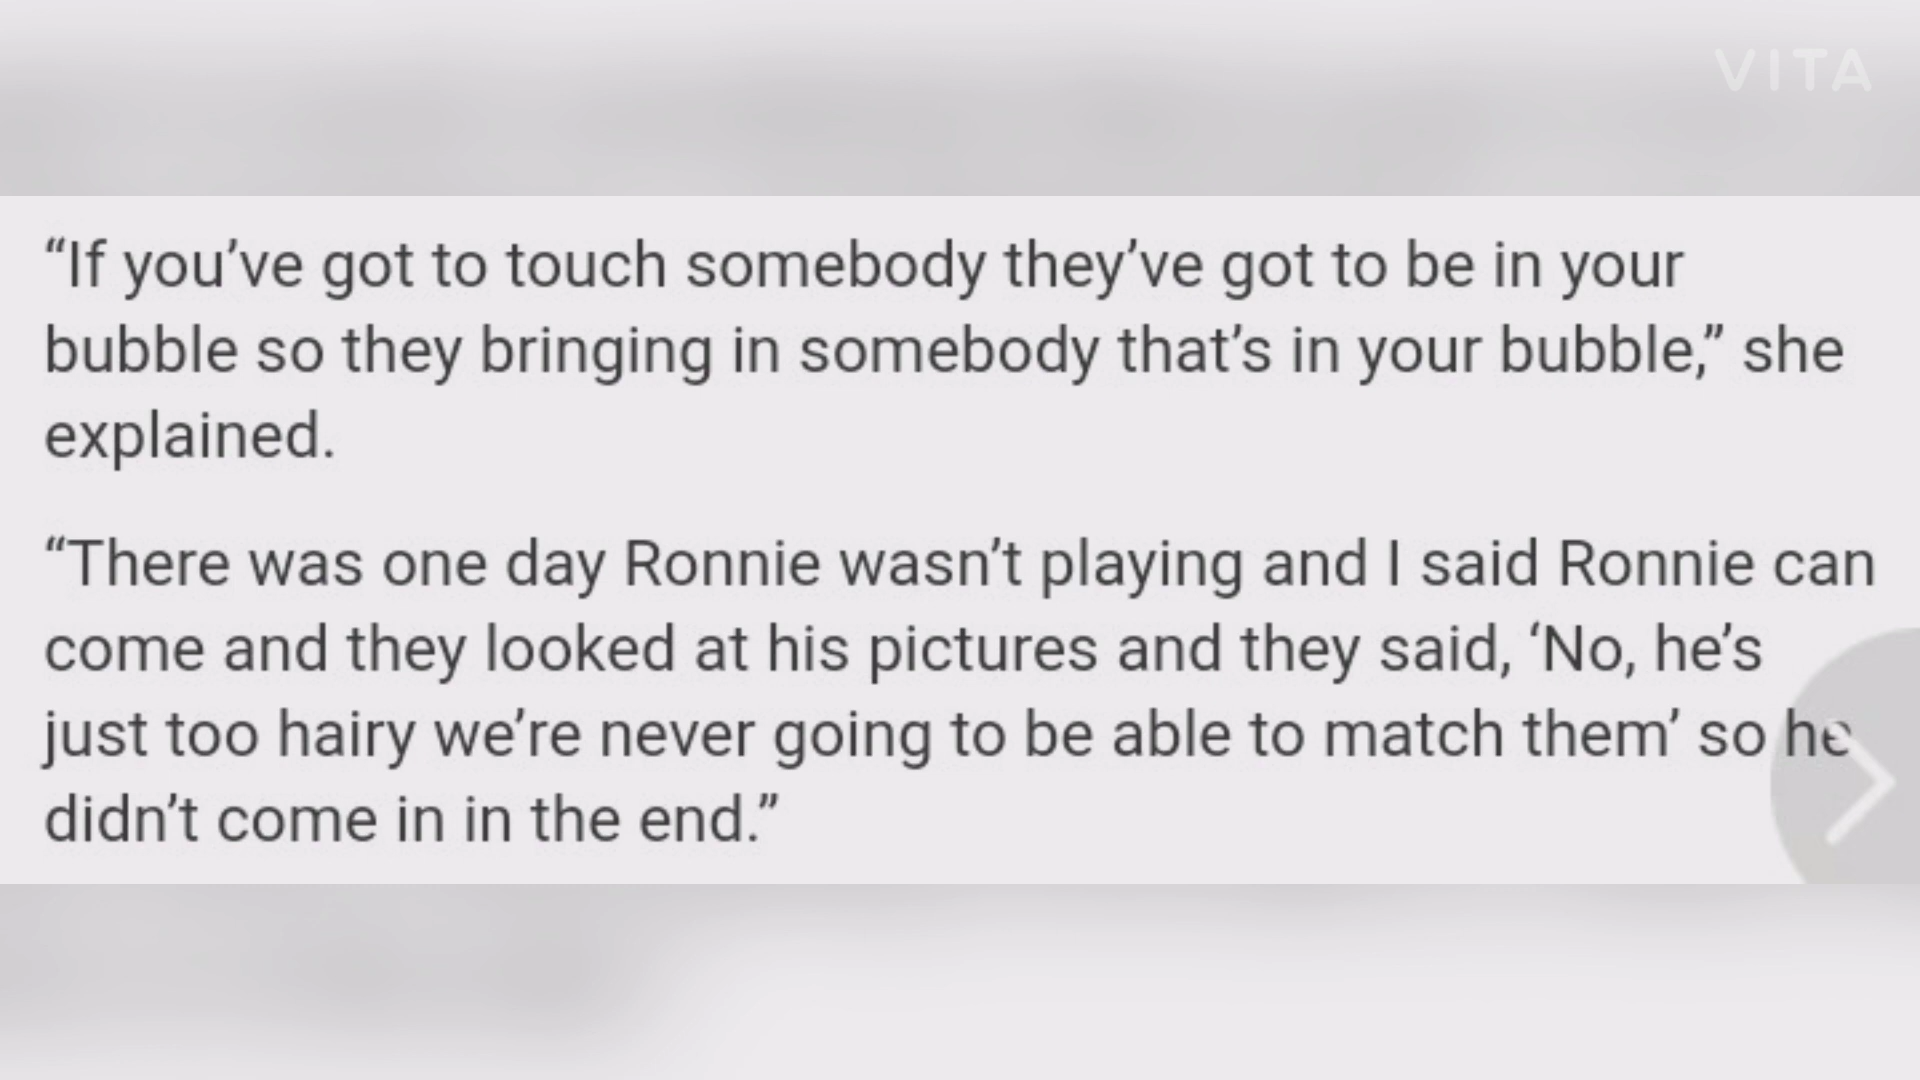 VITA
“If you’ve got to touch somebody they’ve got to be in your
bubble so they bringing in somebody that’s in your bubble,” she
explained.
“There was one day Ronnie wasn’t playing and I said Ronnie can
come and they looked at his pictures and they said, ‘No, he’s
just too hairy we’re never going to be able to match them’ so he
didn’t come in in the end.”